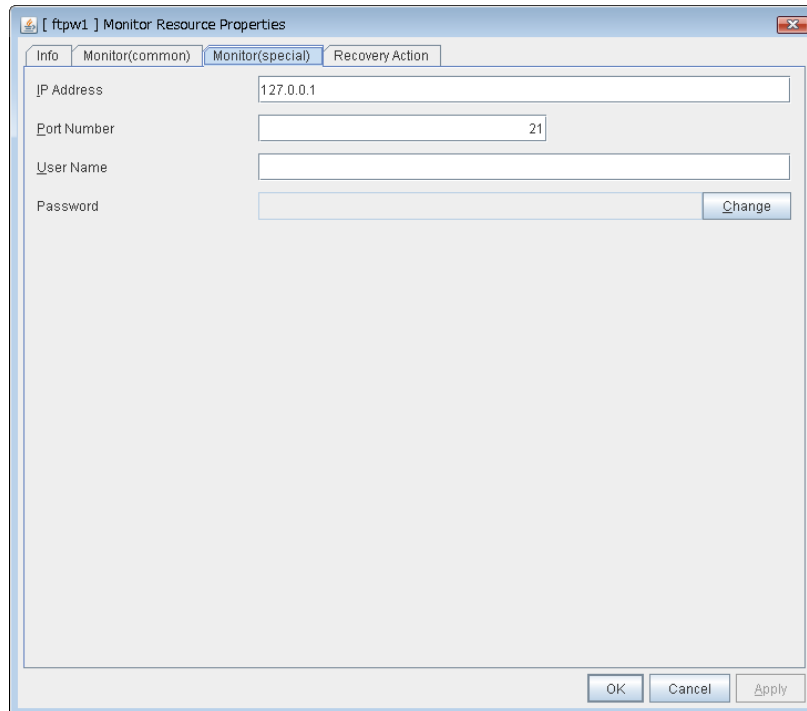 [ ftpw1 ] Monitor Resource Properties
Info Monitor(common) Monitor(special) Recovery Action
IP Address 127.0.0.1
Port Number 21
User Name
Password Change
OK Cancel Apply